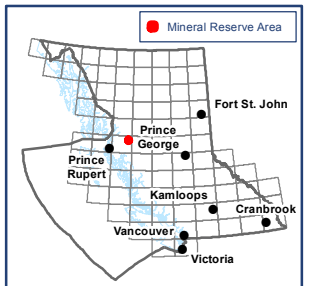 Mineral Reserve Area
Fort St. John
Prince
George
Prince
Rupert
Kamloops
Cranbrook
Vancouver
Victoria